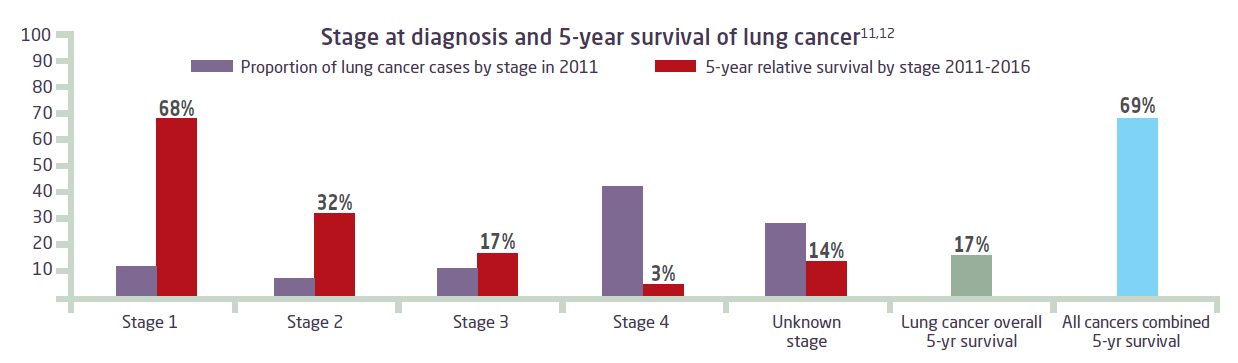 Stage at diagnosis and 5-year survival of lung cancer11,12
Proportion of lung cancer cases by stage in 2011
5-year relative survival by stage 2011-2016
100
90
80
70
60
50
40
30
20
10
68%
32%
17%
3%
14%
17%
69%
Stage 1
Stage 2
Stage 3
Stage 4
Unknown
stage
Lung cancer overall
5-yr survival
All cancers combined
5-yr survival